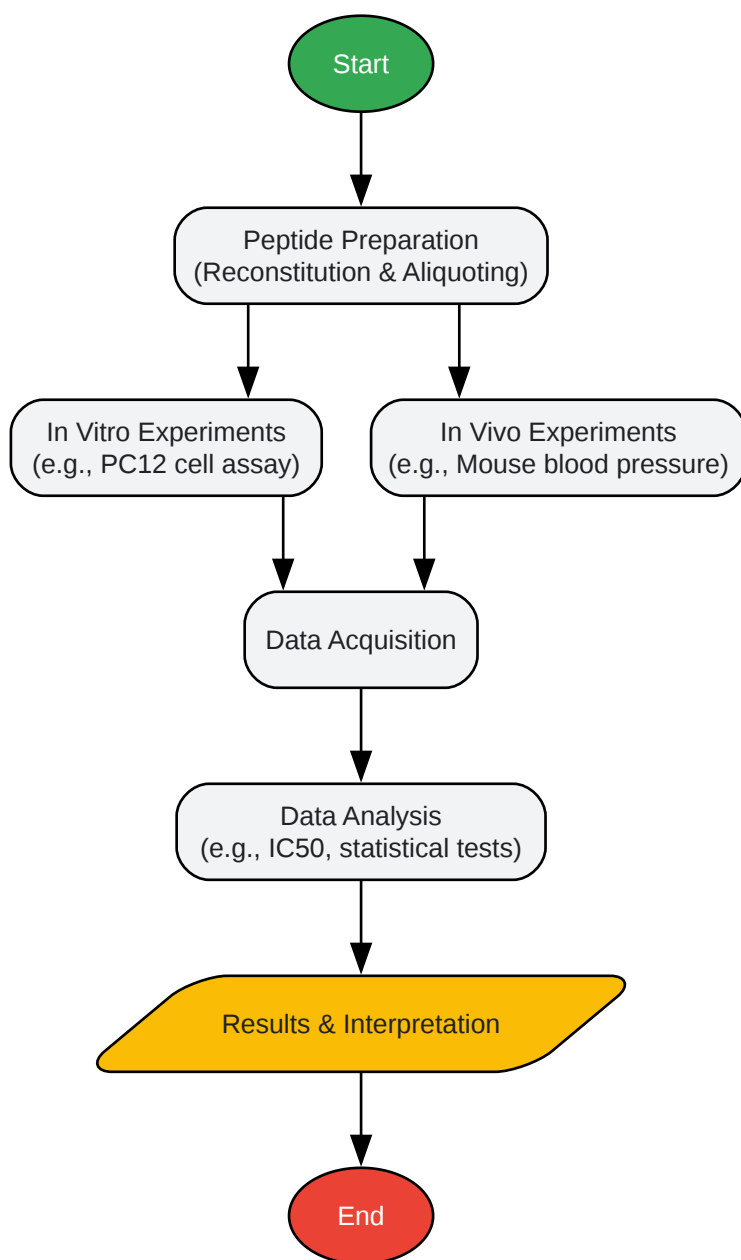 Start
Peptide Preparation
(Reconstitution & Aliquoting)
In Vitro Experiments
(e.g., PC12 cell assay)
In Vivo Experiments
(e.g., Mouse blood pressure)
Data Acquisition
Data Analysis
(e.g., IC50, statistical tests)
Results & Interpretation
End